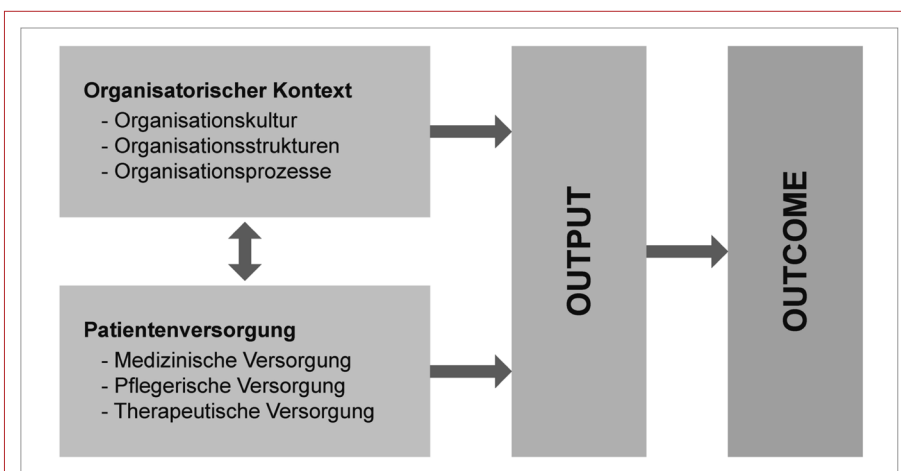 Organisatorischer Kontext
- Organisationskultur
- Organisationsstrukturen
- Organisationsprozesse
Patientenversorgung
- Medizinische Versorgung
- Pflegerische Versorgung
- Therapeutische Versorgung
OUTPUT
OUTCOME